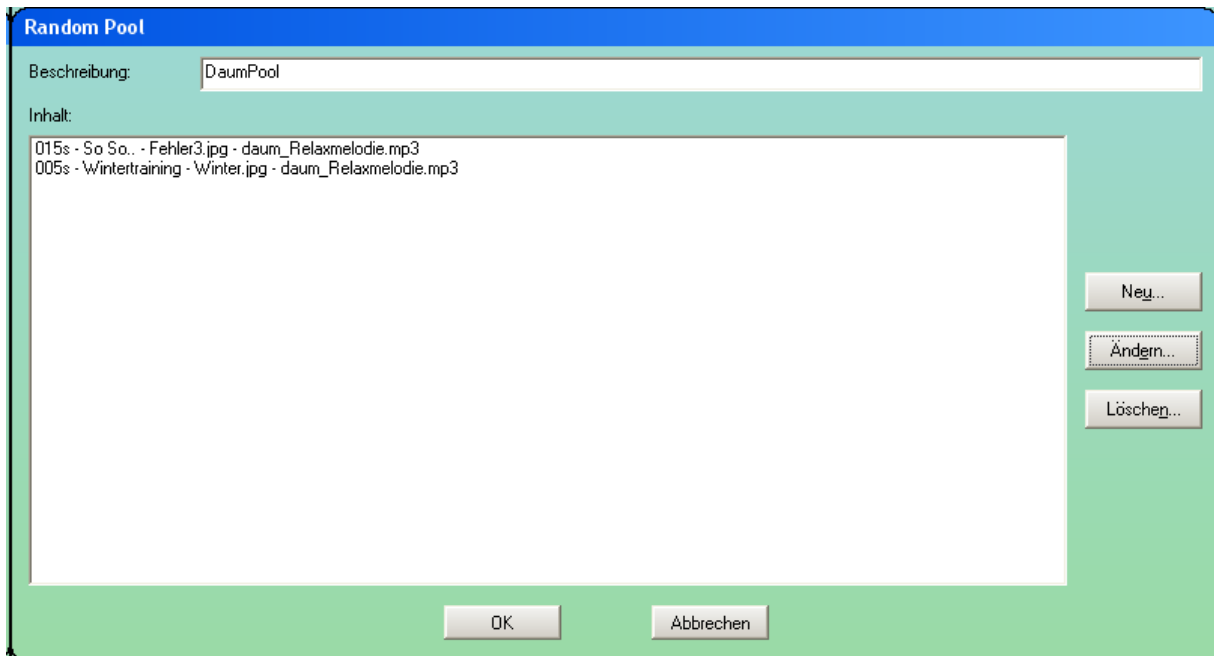 Random Pool
Beschreibung: DaumPool
Inhalt:
015s - So So.. - Fehler3.jpg - daum_Relaxmelodie.mp3
005s - Wintertraining - Winter.jpg - daum_Relaxmelodie.mp3
Neu...
Ändern...
Löschen...
OK Abbrechen